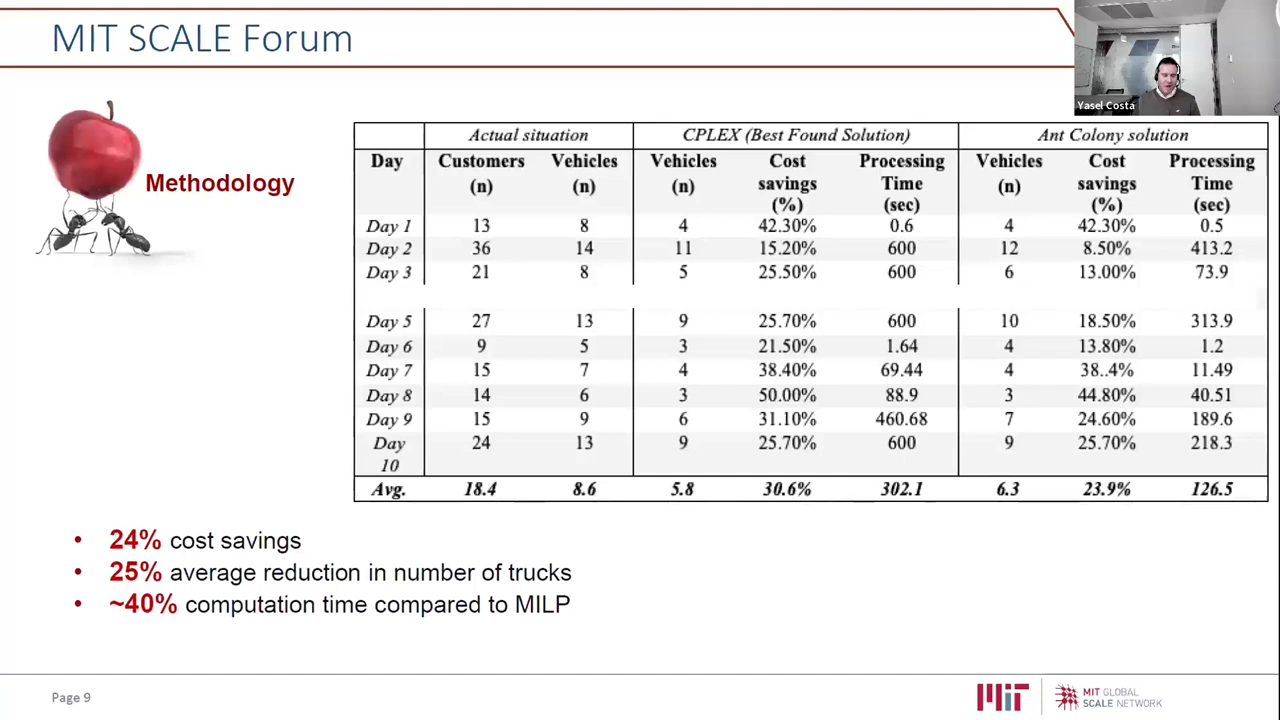 MIT SCALE Forum
Yasel Costa
Methodology
Actual situation CPLEX (Best Found Solution) Ant Colony solution
Day Customers Vehicles Vehicles Cost Processing Vehicles Cost Processing
(n) (n) (n) savings Time (n) savings Time
(%) (sec) (%) (sec)
Day 1 13 8 4 42.30% 0.6 4 42.30% 0.5
Day 2 36 14 11 15.20% 600 12 8.50% 413.2
Day 3 21 8 5 25.50% 600 6 13.00% 73.9
Day 5 27 13 9 25.70% 600 10 18.50% 313.9
Day 6 9 5 3 21.50% 1.64 4 13.80% 1.2
Day 7 15 7 4 38.40% 69.44 4 38..4% 11.49
Day 8 14 6 3 50.00% 88.9 3 44.80% 40.51
Day 9 15 9 6 31.10% 460.68 7 24.60% 189.6
Day 24 13 9 25.70% 600 9 25.70% 218.3
10
Avg. 18.4 8.6 5.8 30.6% 302.1 6.3 23.9% 126.5
• 24% cost savings
• 25% average reduction in number of trucks
• ~40% computation time compared to MILP
Page 9
MIT
MIT GLOBAL
SCALE NETWORK